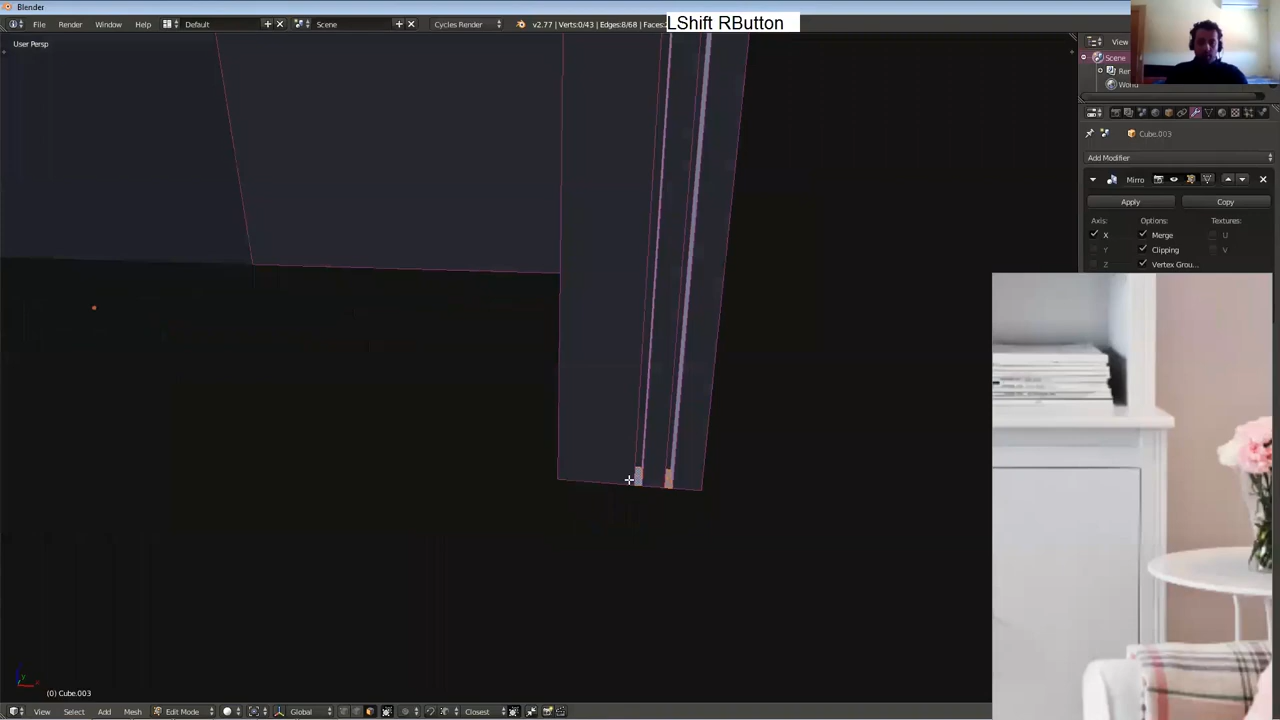 Blender
File Render Window Help Default Scene Cycles Render v2.77 | Verts:0/43 | Edges:8/68 | Faces:
LShift RButton
User Persp
View
Scene
Ren
World
Cube.003
Add Modifier
Mirro
Apply Copy
Axis: Options: Textures:
X Merge U
Y Clipping V
Z Vertex Grou...
(0) Cube.003
View Select Add Mesh Edit Mode Global Closest